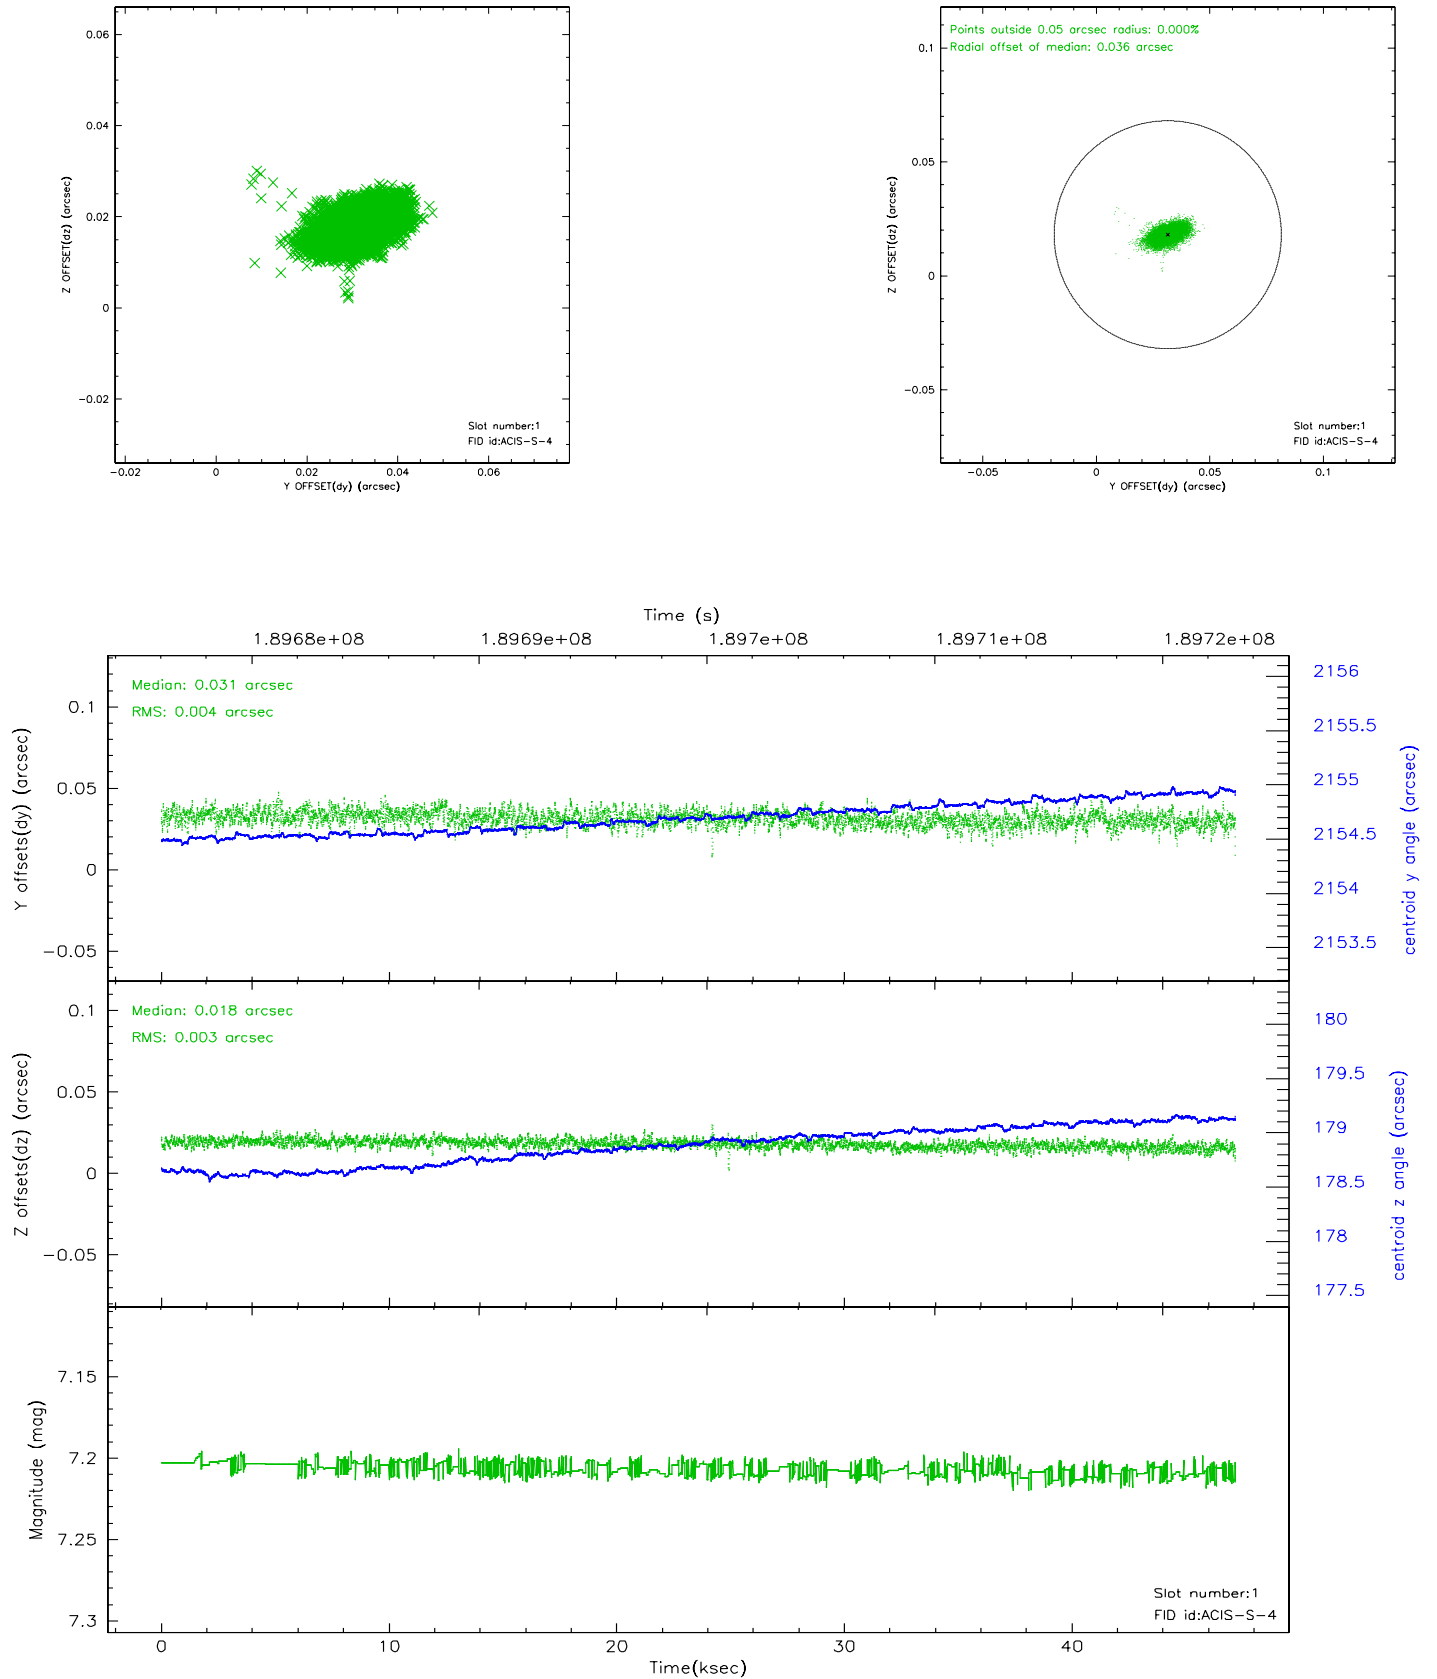 0.06
0.04
0.02
0
−0.02
Z OFFSET(dz) (arcsec)
Slot number:1
FID id:ACIS−S−4
−0.02 0 0.02 0.04 0.06
Y OFFSET(dy) (arcsec)
Points outside 0.05 arcsec radius: 0.000%
Radial offset of median: 0.036 arcsec
0.1
0.05
0
−0.05
Z OFFSET(dz) (arcsec)
Slot number:1
FID id:ACIS−S−4
−0.05 0 0.05 0.1
Y OFFSET(dy) (arcsec)
Time (s)
1.8968e+08 1.8969e+08 1.897e+08 1.8971e+08 1.8972e+08
Median: 0.031 arcsec
RMS: 0.004 arcsec
0.1
0.05
0
−0.05
Y offsets(dy) (arcsec)
2156
2155.5
2155
2154.5
2154
2153.5
centroid y angle (arcsec)
Median: 0.018 arcsec
RMS: 0.003 arcsec
0.1
0.05
0
−0.05
Z offsets(dz) (arcsec)
180
179.5
179
178.5
178
177.5
centroid z angle (arcsec)
7.15
7.2
7.25
7.3
Magnitude (mag)
Slot number:1
FID id:ACIS−S−4
0 10 20 30 40
Time(ksec)